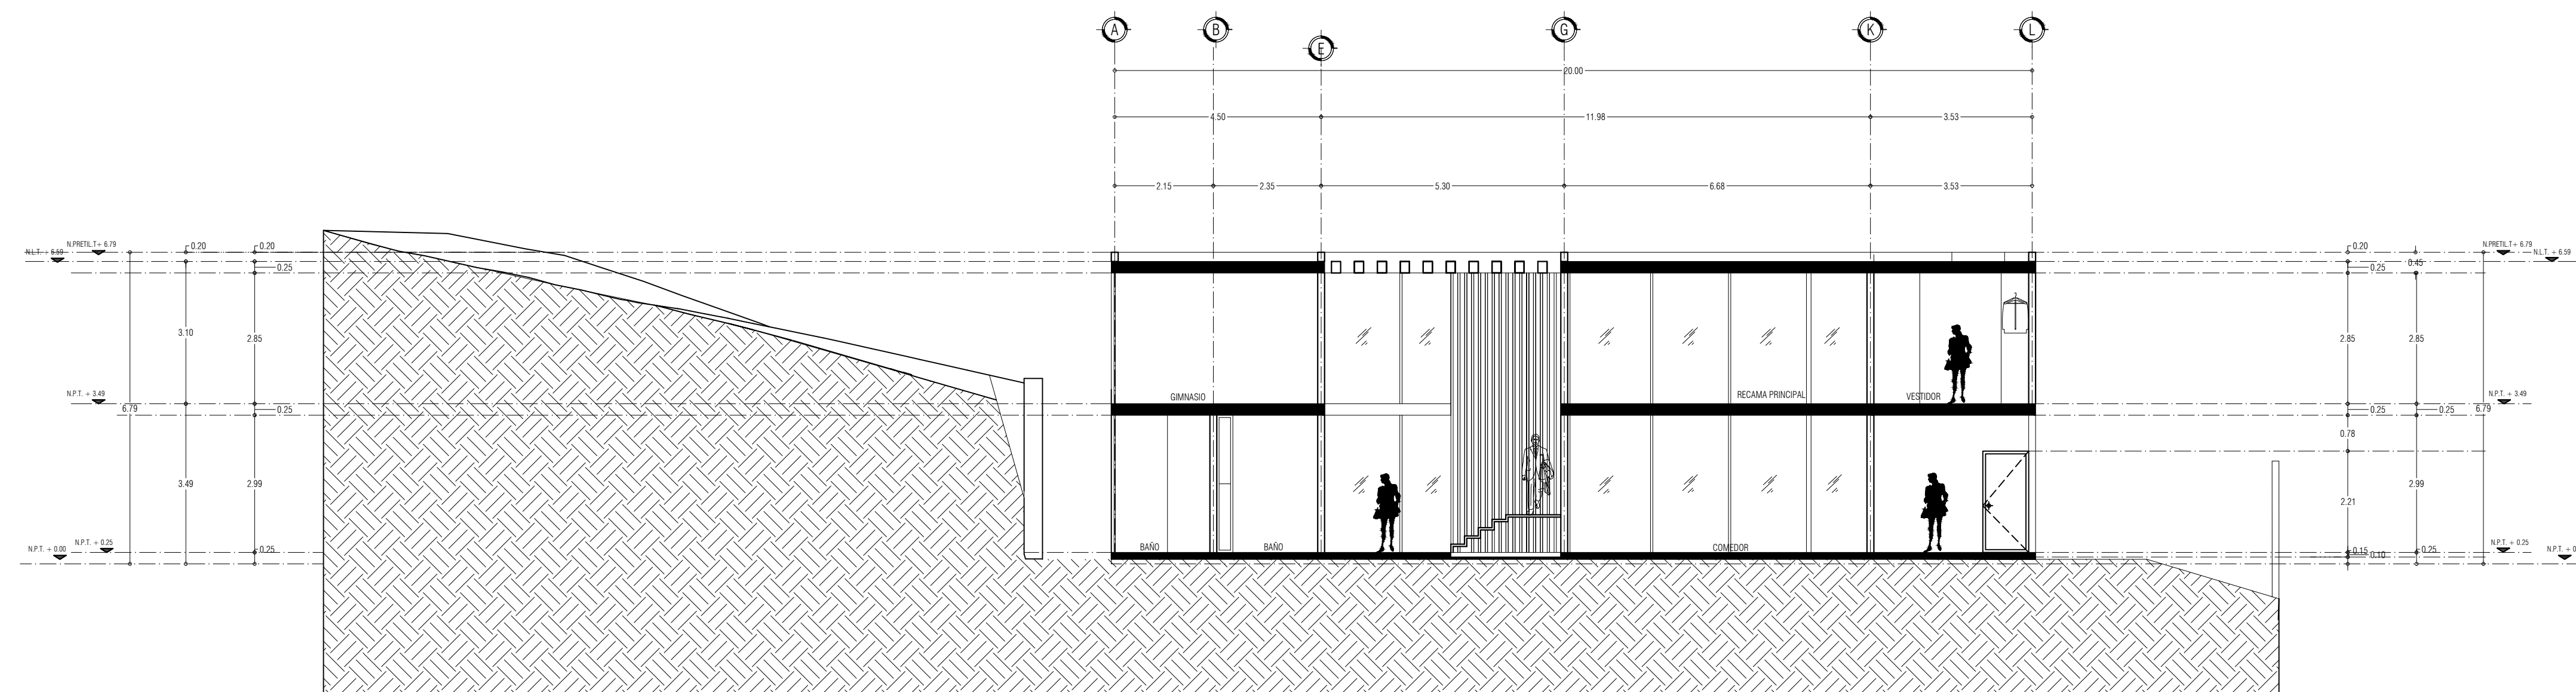 A
B
E
G
K
L
20.00
4.50
11.98
3.53
2.15
2.35
5.30
6.68
3.53
N.PRETIL.T+ 6.79
N.L.T. + 6.59
0.20
0.20
0.25
3.10
2.85
N.P.T. + 3.49
6.79
0.25
3.49
2.99
N.P.T. + 0.00
N.P.T. + 0.25
0.25
GIMNASIO
RECAMA PRINCIPAL
VESTIDOR
BAÑO
BAÑO
COMEDOR
0.20
N.PRETIL.T+ 6.79
N.L.T. + 6.59
0.45
0.25
2.85
2.85
N.P.T. + 3.49
0.25
0.25
6.79
0.78
2.21
2.99
0.15
0.10
0.25
N.P.T. + 0.25
N.P.T. + 0